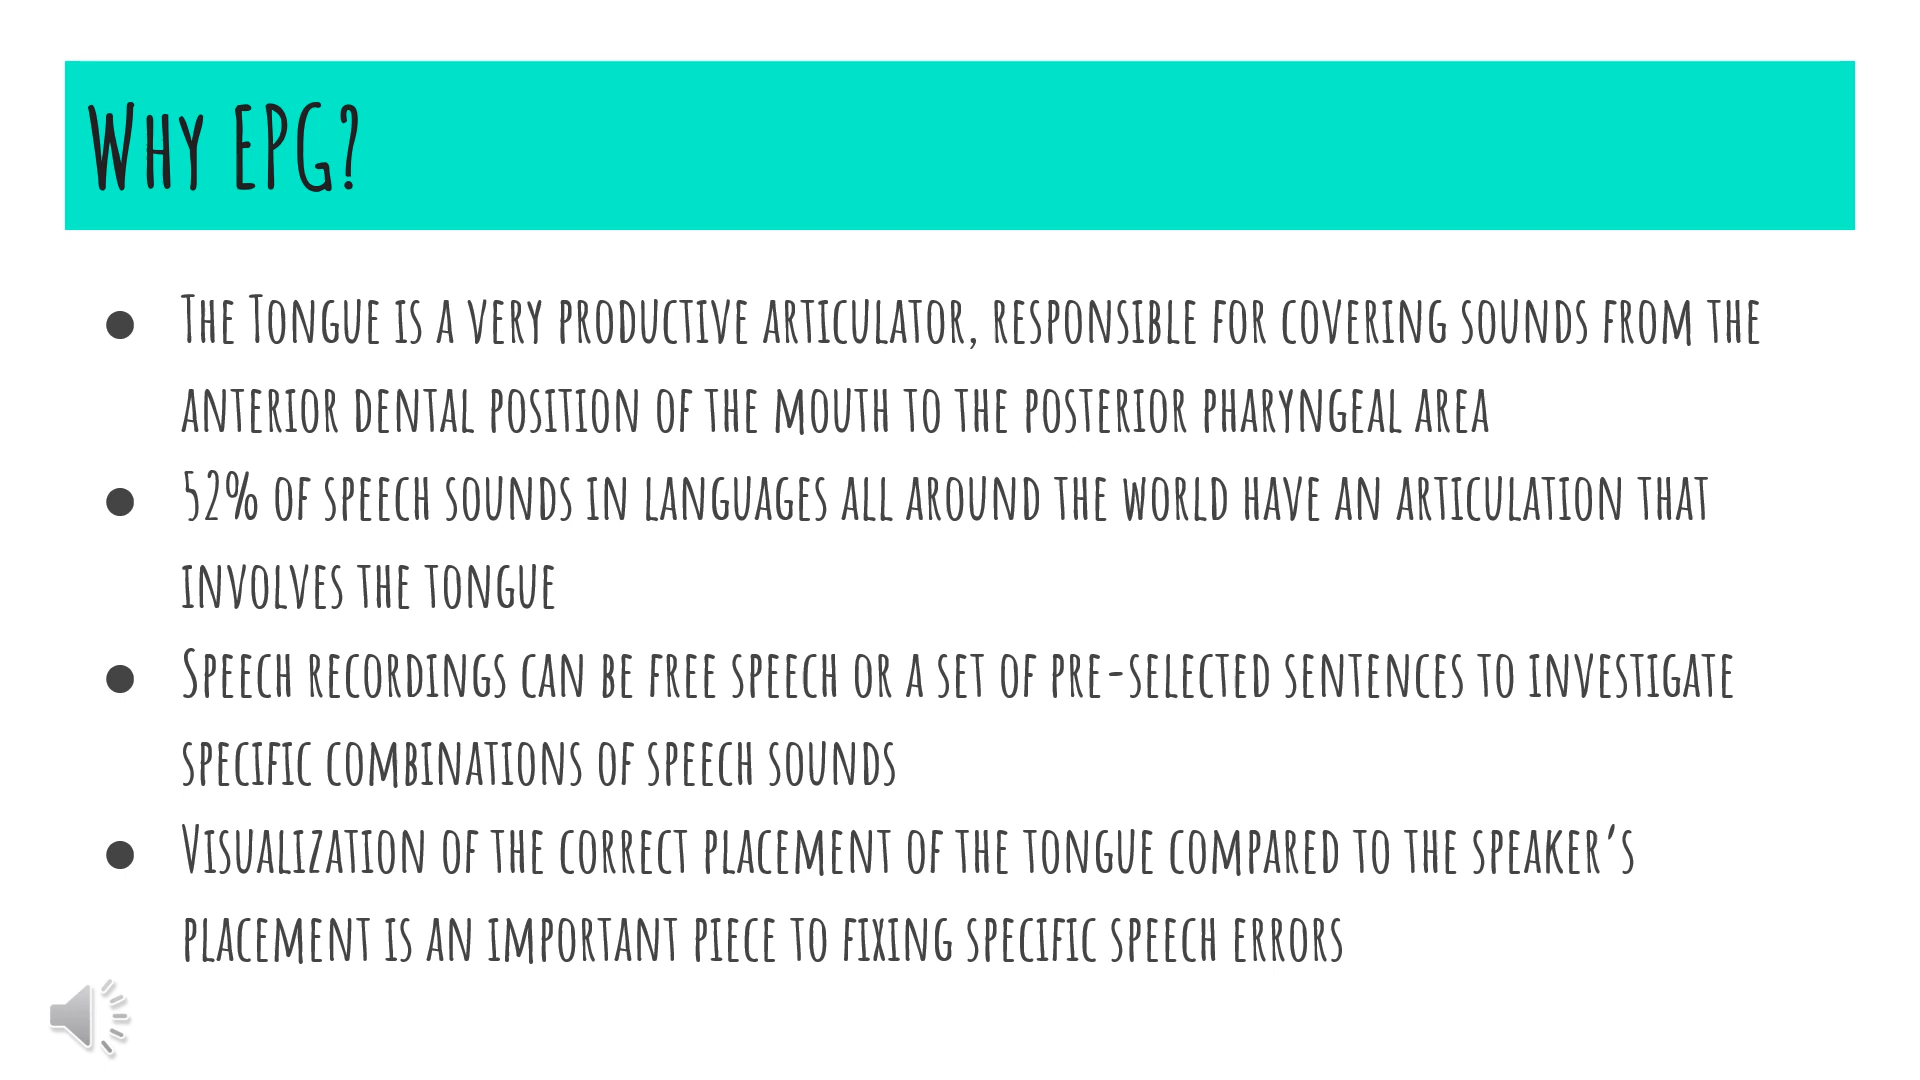 Why EPG?
● The Tongue is a very productive articulator, responsible for covering sounds from the
anterior dental position of the mouth to the posterior pharyngeal area
● 52% of speech sounds in languages all around the world have an articulation that
involves the tongue
● Speech recordings can be free speech or a set of pre-selected sentences to investigate
specific combinations of speech sounds
● Visualization of the correct placement of the tongue compared to the speaker’s
placement is an important piece to fixing specific speech errors